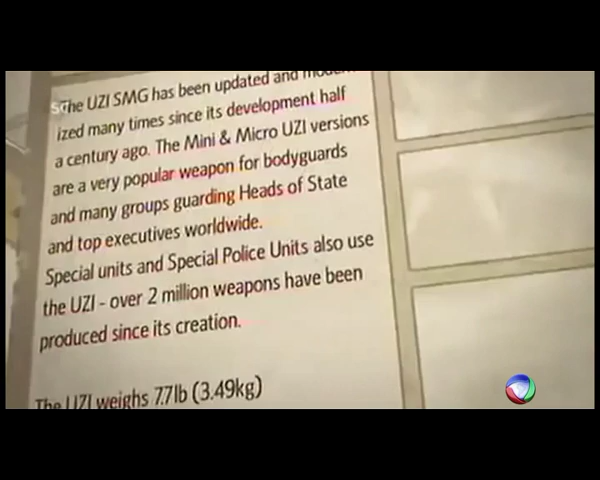 The UZI SMG has been updated and modern
ized many times since its development half
a century ago. The Mini & Micro UZI versions
are a very popular weapon for bodyguards
and many groups guarding Heads of State
and top executives worldwide.
Special units and Special Police Units also use
the UZI - over 2 million weapons have been
produced since its creation.
The UZI weighs 7.7lb (3.49kg)